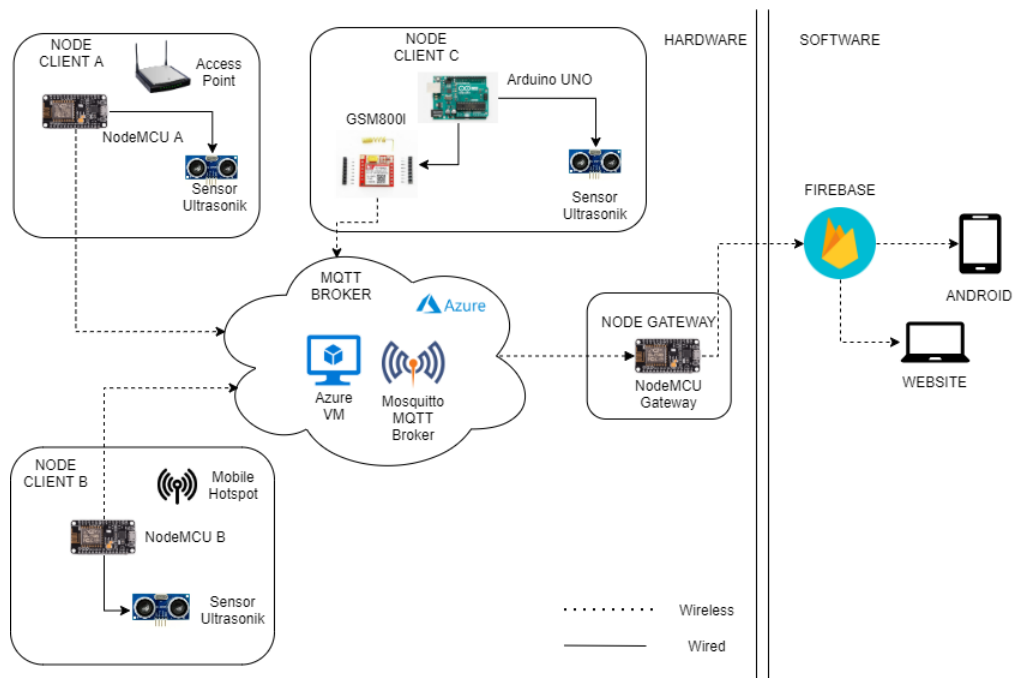 NODE
CLIENT A
Access
Point
NodeMCU A
Sensor
Ultrasonik
NODE
CLIENT C
Arduino UNO
GSM800l
Sensor
Ultrasonik
HARDWARE
SOFTWARE
FIREBASE
ANDROID
WEBSITE
MQTT
BROKER
Azure
Azure
VM
Mosquitto
MQTT
Broker
NODE GATEWAY
NodeMCU
Gateway
NODE
CLIENT B
Mobile
Hotspot
NodeMCU B
Sensor
Ultrasonik
Wireless
Wired